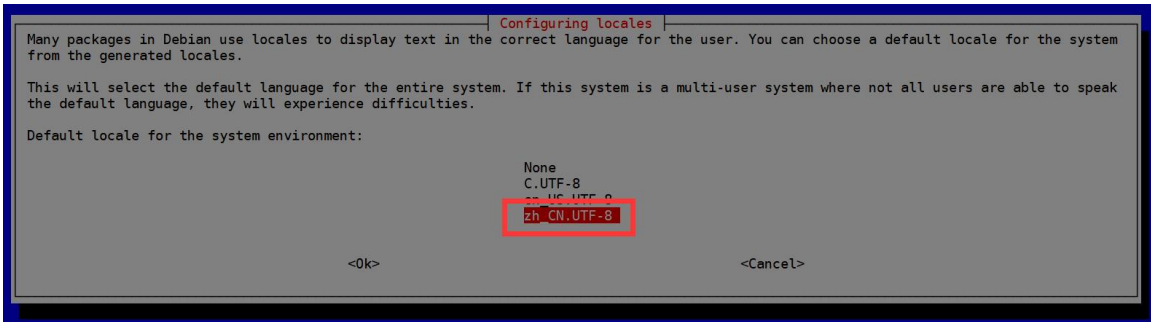 Configuring locales
Many packages in Debian use locales to display text in the correct language for the user. You can choose a default locale for the system
from the generated locales.
This will select the default language for the entire system. If this system is a multi-user system where not all users are able to speak
the default language, they will experience difficulties.
Default locale for the system environment:
None
C.UTF-8
en_US.UTF-8
zh_CN.UTF-8
<Ok> <Cancel>